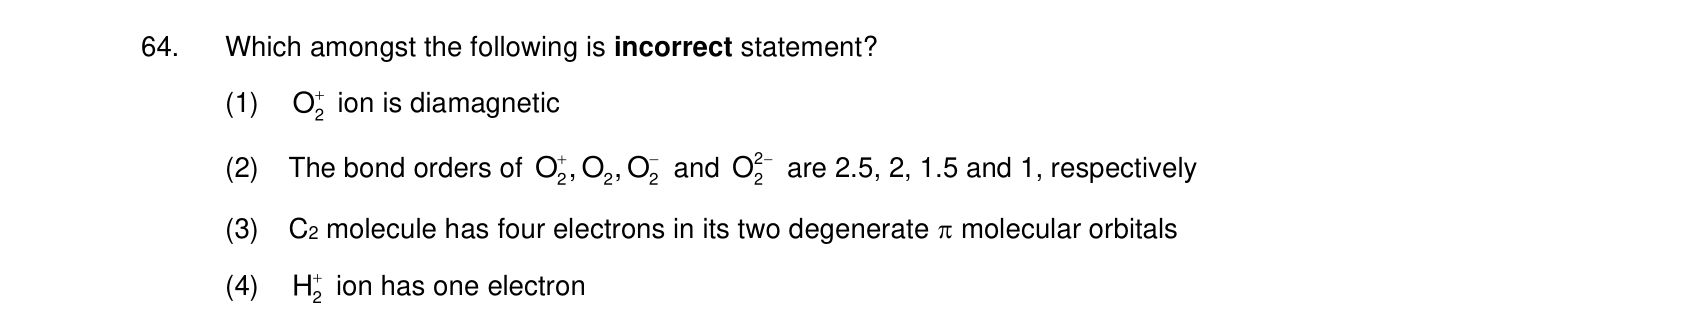 64. Which amongst the following is incorrect statement?
(1) O₂⁺ ion is diamagnetic
(2) The bond orders of O₂⁺, O₂, O₂⁻ and O₂²⁻ are 2.5, 2, 1.5 and 1, respectively
(3) C₂ molecule has four electrons in its two degenerate π molecular orbitals
(4) H₂⁺ ion has one electron